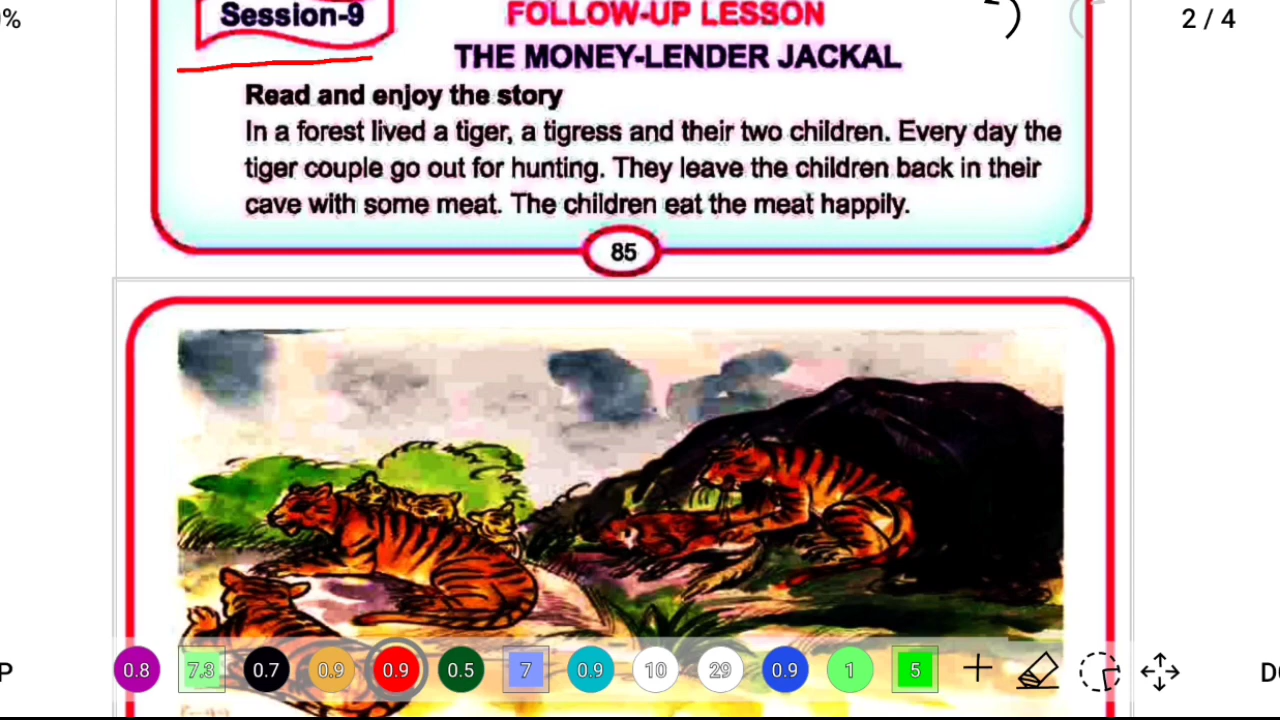 %
2 / 4
Session-9
FOLLOW-UP LESSON
THE MONEY-LENDER JACKAL
Read and enjoy the story
In a forest lived a tiger, a tigress and their two children. Every day the
tiger couple go out for hunting. They leave the children back in their
cave with some meat. The children eat the meat happily.
85
P
0.8 7.3 0.7 0.9 0.9 0.5 7 0.9 10 29 0.9 1 5